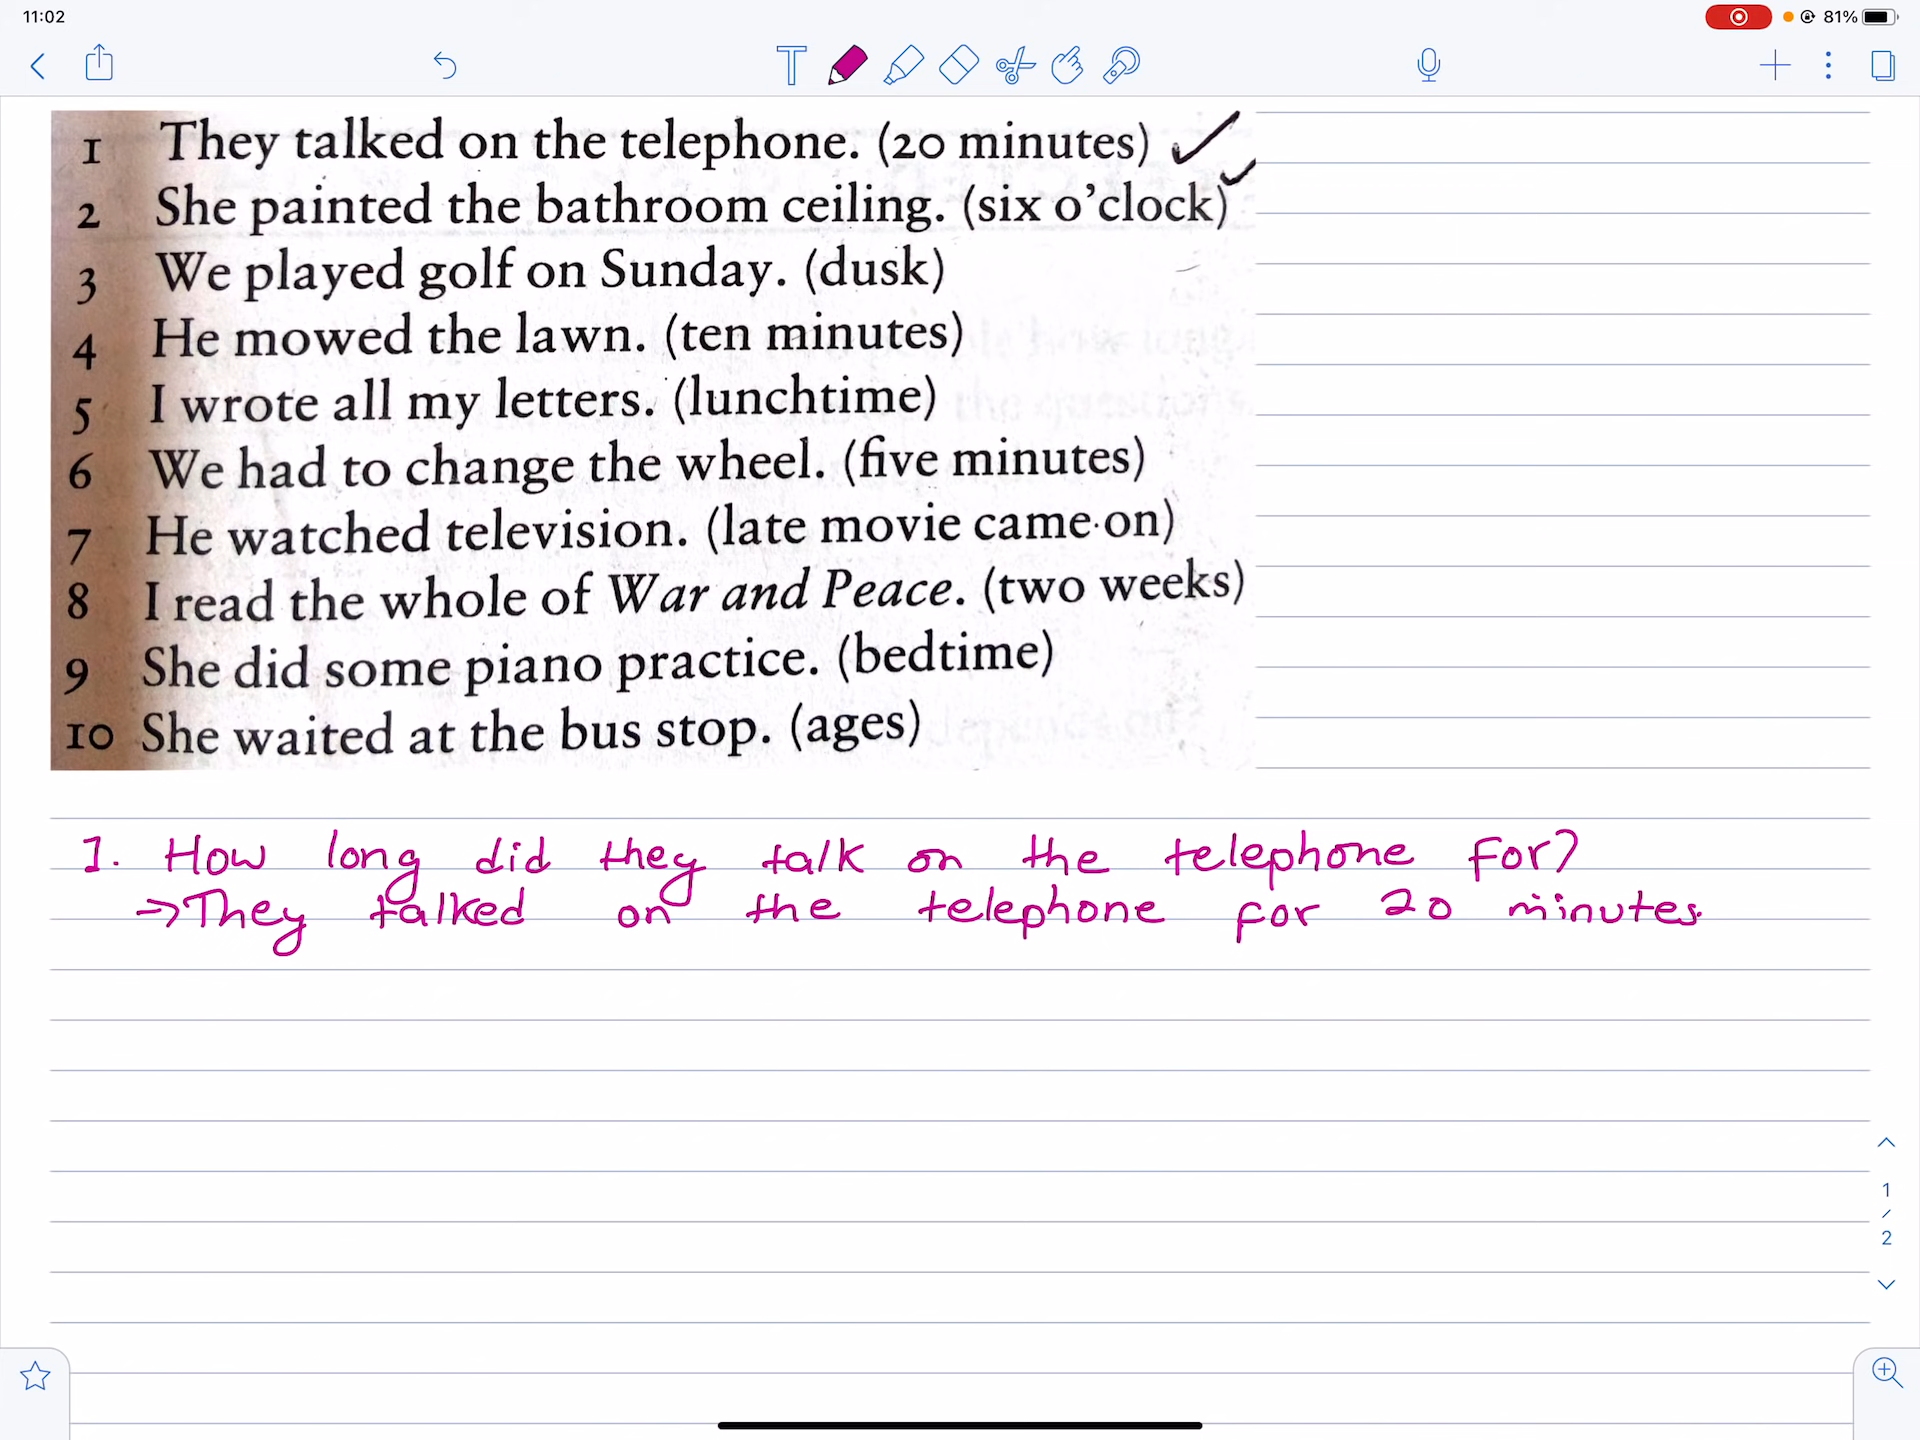 11:02
81%
1 They talked on the telephone. (20 minutes)
2 She painted the bathroom ceiling. (six o'clock)
3 We played golf on Sunday. (dusk)
4 He mowed the lawn. (ten minutes)
5 I wrote all my letters. (lunchtime)
6 We had to change the wheel. (five minutes)
7 He watched television. (late movie came on)
8 I read the whole of War and Peace. (two weeks)
9 She did some piano practice. (bedtime)
10 She waited at the bus stop. (ages)
1. How long did they talk on the telephone for?
→They talked on the telephone for 20 minutes.
1
/
2